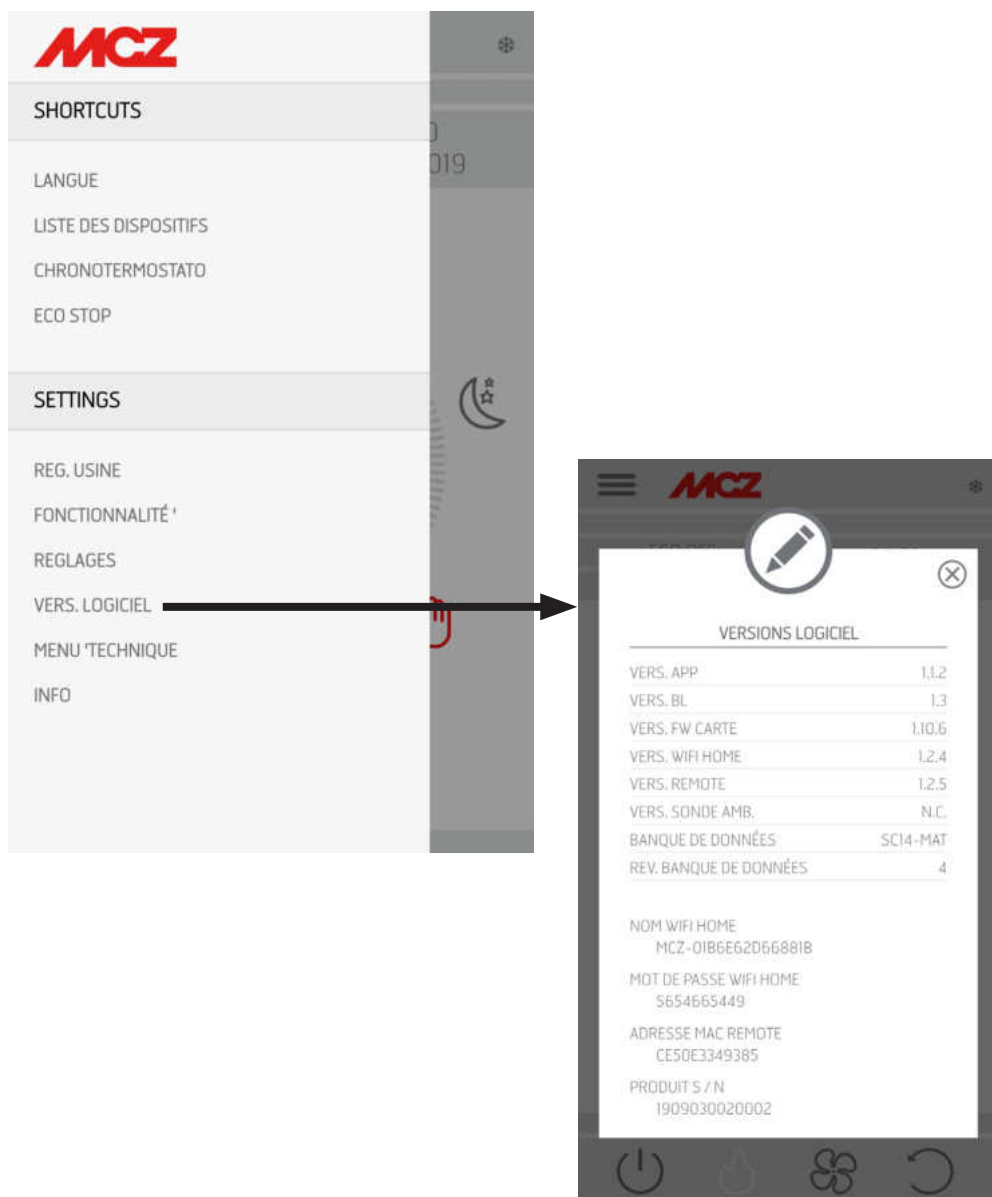 MCZ
SHORTCUTS
019
LANGUE
LISTE DES DISPOSITIFS
CHRONOTERMOSTATO
ECO STOP
SETTINGS
REG. USINE
FONCTIONNALITÉ '
REGLAGES
VERS. LOGICIEL
MENU 'TECHNIQUE
INFO
MCZ
VERSIONS LOGICIEL
VERS. APP 1.1.2
VERS. BL 1.3
VERS. FW CARTE 1.10.6
VERS. WIFI HOME 1.2.4
VERS. REMOTE 1.2.5
VERS. SONDE AMB. N.C.
BANQUE DE DONNÉES SC14-MAT
REV. BANQUE DE DONNÉES 4
NOM WIFI HOME
MCZ-01B6E62D66881B
MOT DE PASSE WIFI HOME
5654665449
ADRESSE MAC REMOTE
CE50E3349385
PRODUIT S / N
1909030020002